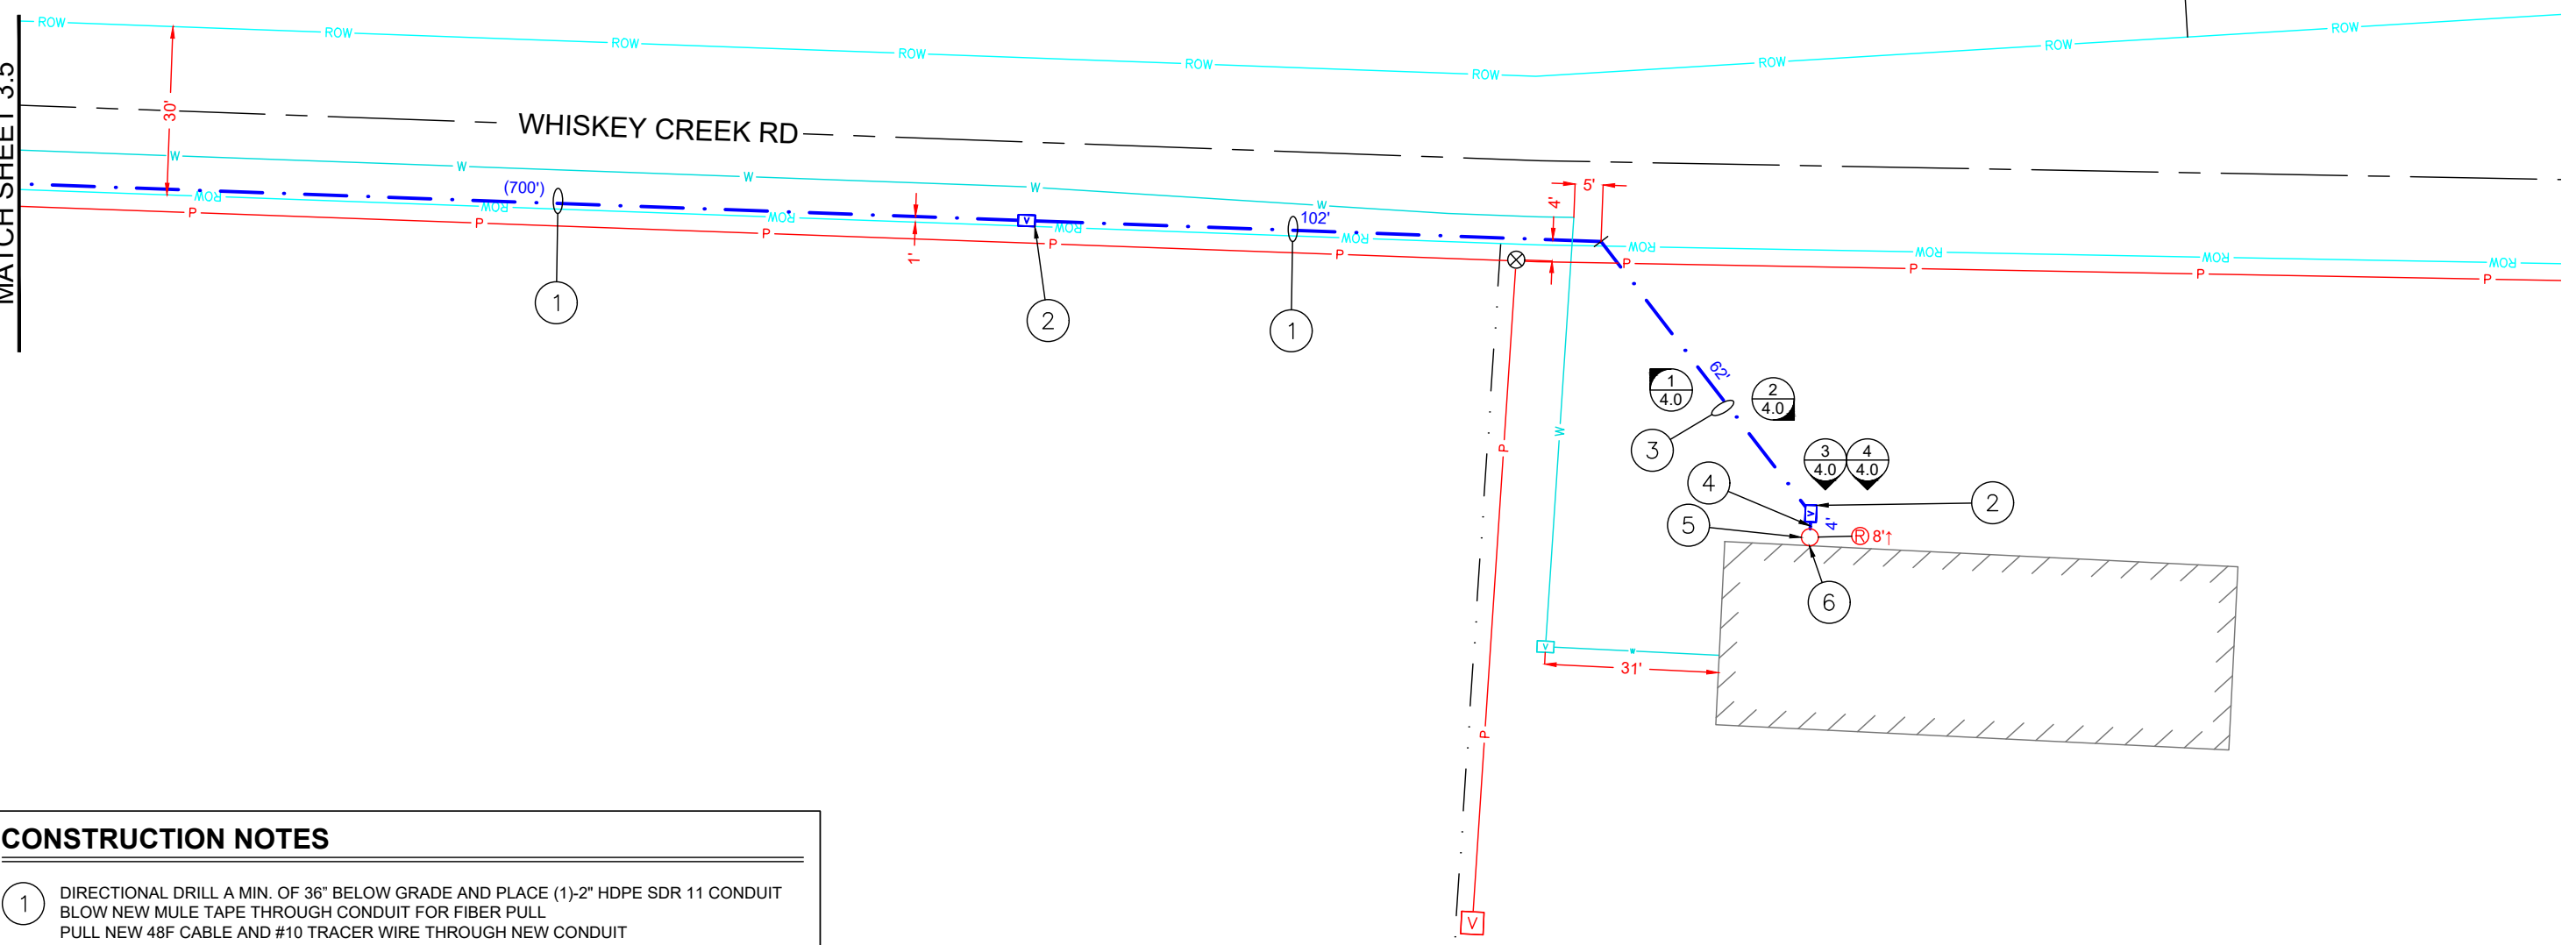 ROW ROW ROW ROW ROW ROW ROW ROW ROW
MATCH SHEET 3.5
30'
WHISKEY CREEK RD
W W W W W
(700')
ROW ROW ROW ROW ROW ROW ROW ROW ROW
P P P P P P P P P
1'
V
102'
4'
5'
1
2
1
62'
1
4.0
2
4.0
3
3
4.0
4
4.0
4
2
5
V
4'
R 8'↑
6
W
P
V
W
31'
P
V
CONSTRUCTION NOTES
1
DIRECTIONAL DRILL A MIN. OF 36" BELOW GRADE AND PLACE (1)-2" HDPE SDR 11 CONDUIT
BLOW NEW MULE TAPE THROUGH CONDUIT FOR FIBER PULL
PULL NEW 48F CABLE AND #10 TRACER WIRE THROUGH NEW CONDUIT